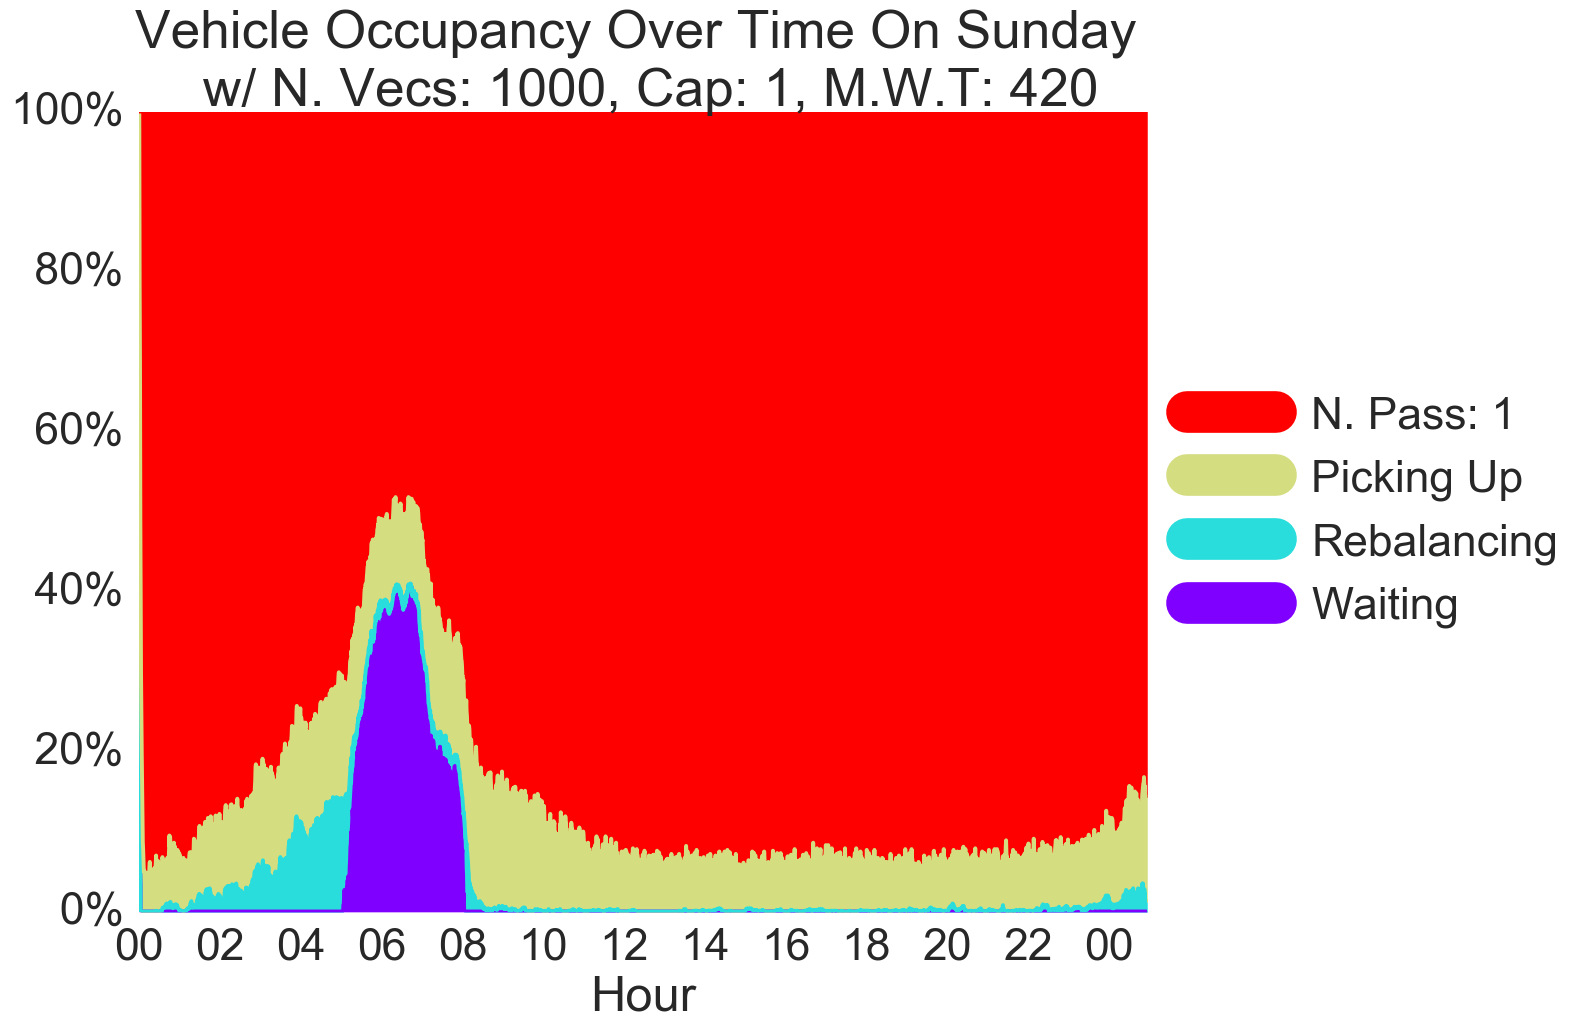 Vehicle Occupancy Over Time On Sunday
w/ N. Vecs: 1000, Cap: 1, M.W.T: 420
100%
80%
60%
40%
20%
0%
00 02 04 06 08 10 12 14 16 18 20 22 00
Hour
N. Pass: 1
Picking Up
Rebalancing
Waiting